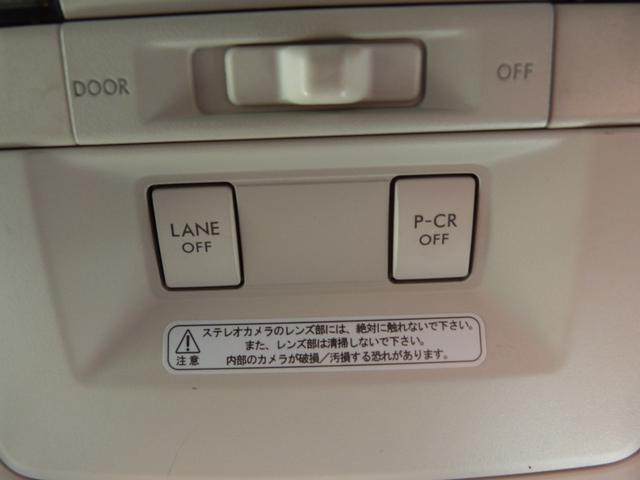 DOOR OFF
LANE
OFF
P-CR
OFF
ステレオカメラのレンズ部には、絶対に触れないで下さい。
また、レンズ部は清掃しないで下さい。
内部のカメラが破損／汚損する恐れがあります。
注意